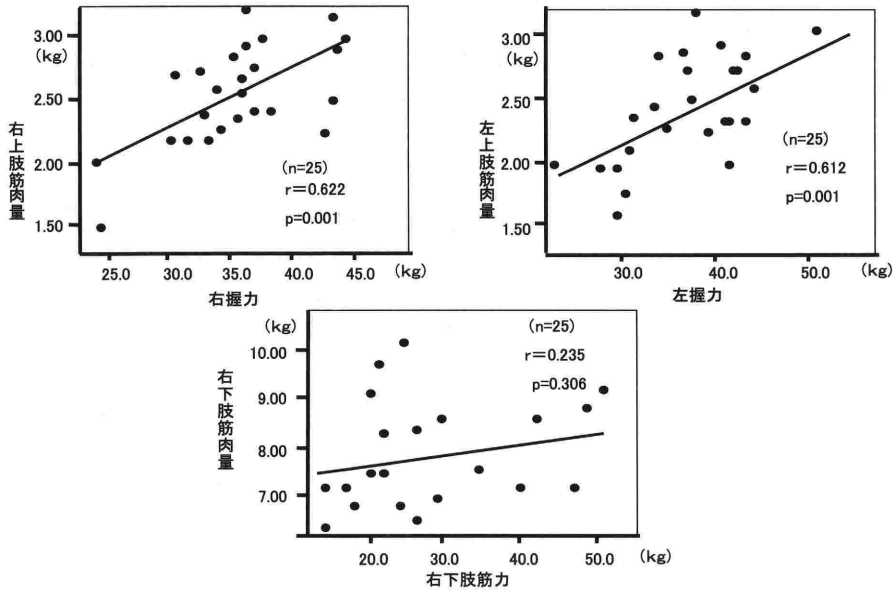 3.00
(kg)
2.50
2.00
1.50
右上肢筋肉量
(n=25)
r=0.622
p=0.001
25.0 30.0 35.0 40.0 45.0 (kg)
右握力
3.00
(kg)
2.50
2.00
1.50
左上肢筋肉量
(n=25)
r=0.612
p=0.001
30.0 40.0 50.0 (kg)
左握力
(kg)
10.00
9.00
8.00
7.00
右下肢筋肉量
(n=25)
r=0.235
p=0.306
20.0 30.0 40.0 50.0
(kg)
右下肢筋力